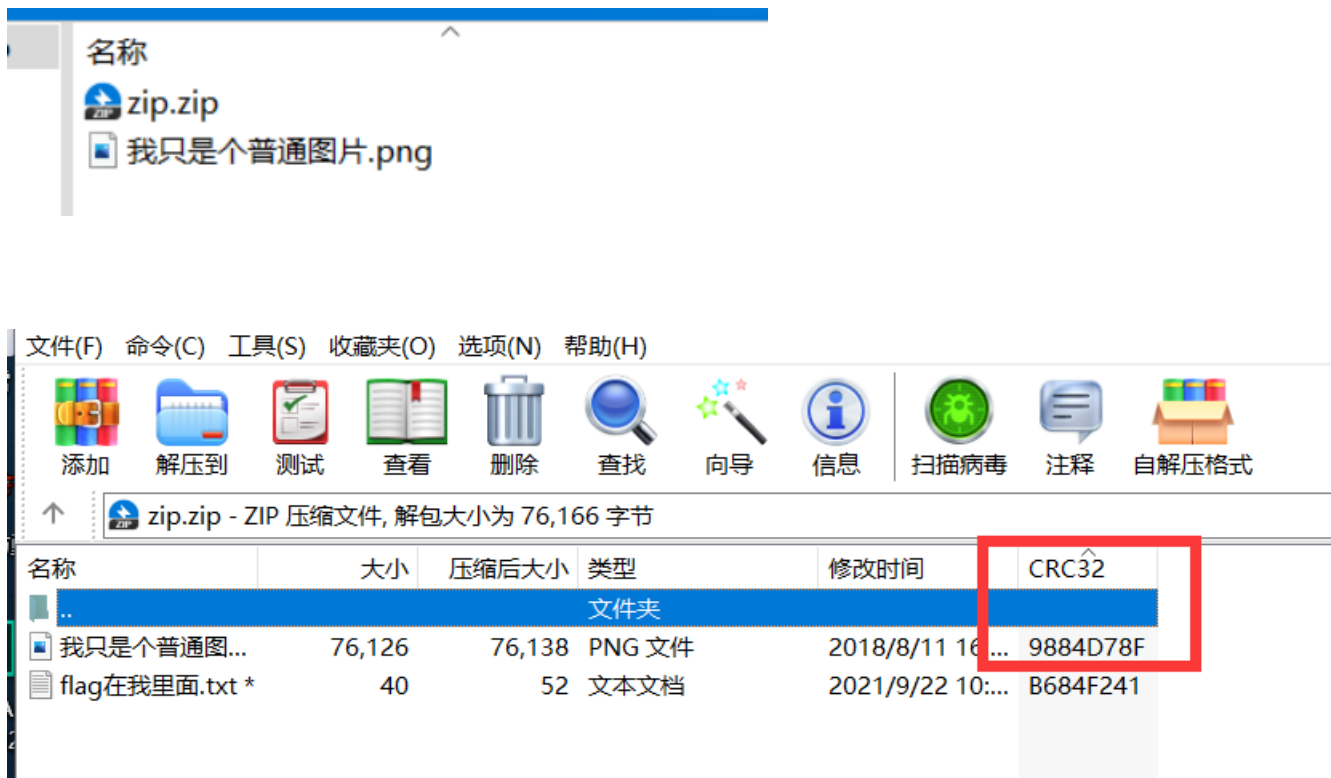 名称
zip.zip
我只是个普通图片.png
文件(F) 命令(C) 工具(S) 收藏夹(O) 选项(N) 帮助(H)
添加 解压到 测试 查看 删除 查找 向导 信息 扫描病毒 注释 自解压格式
zip.zip - ZIP 压缩文件, 解包大小为 76,166 字节
名称 大小 压缩后大小 类型 修改时间 CRC32
.. 文件夹
我只是个普通图... 76,126 76,138 PNG 文件 2018/8/11 16:... 9884D78F
flag在我里面.txt * 40 52 文本文档 2021/9/22 10:... B684F241